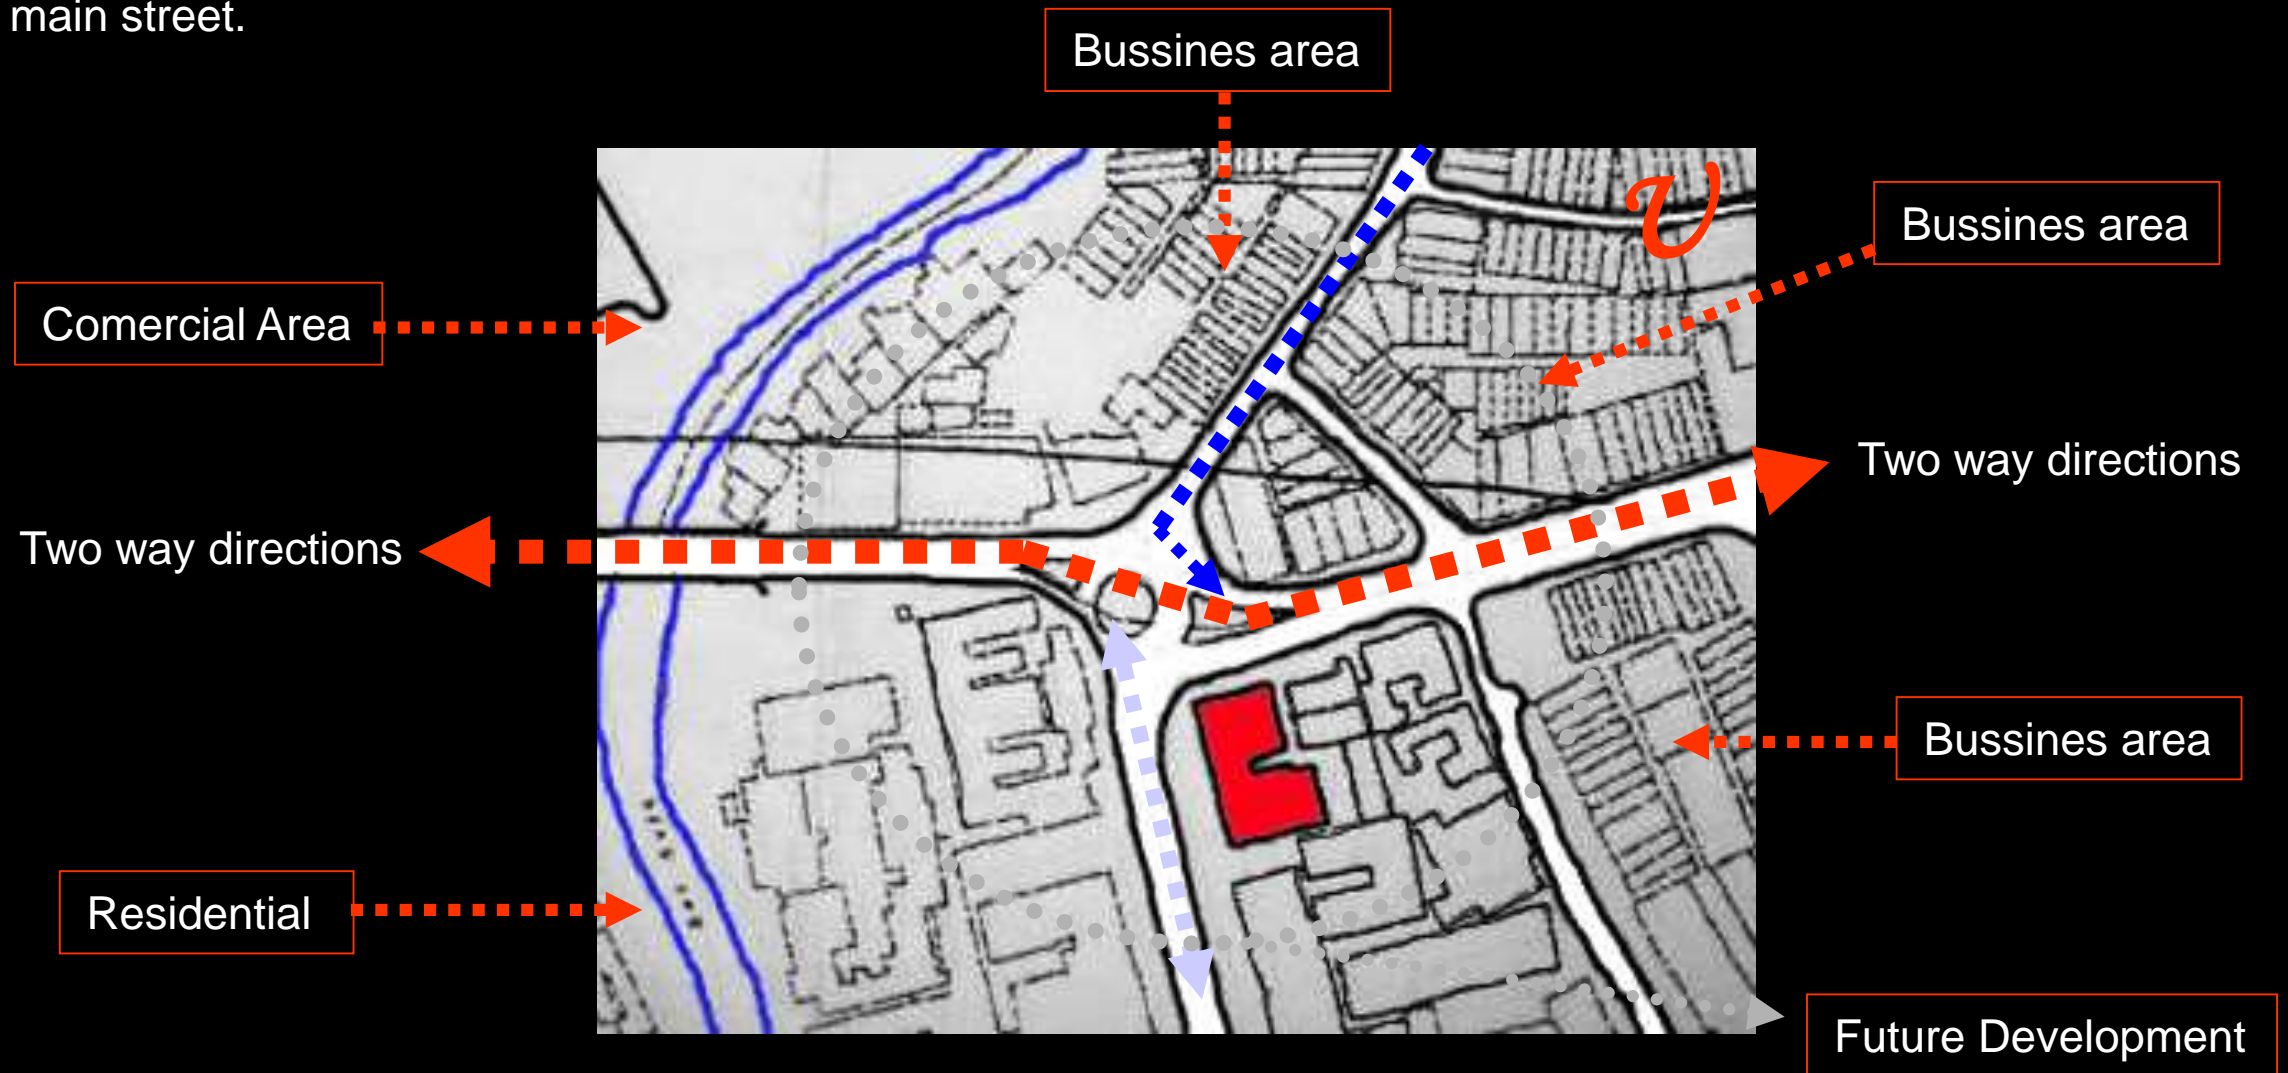 main street.
Bussines area
Bussines area
Comercial Area
Two way directions
Two way directions
Bussines area
Residential
Future Development